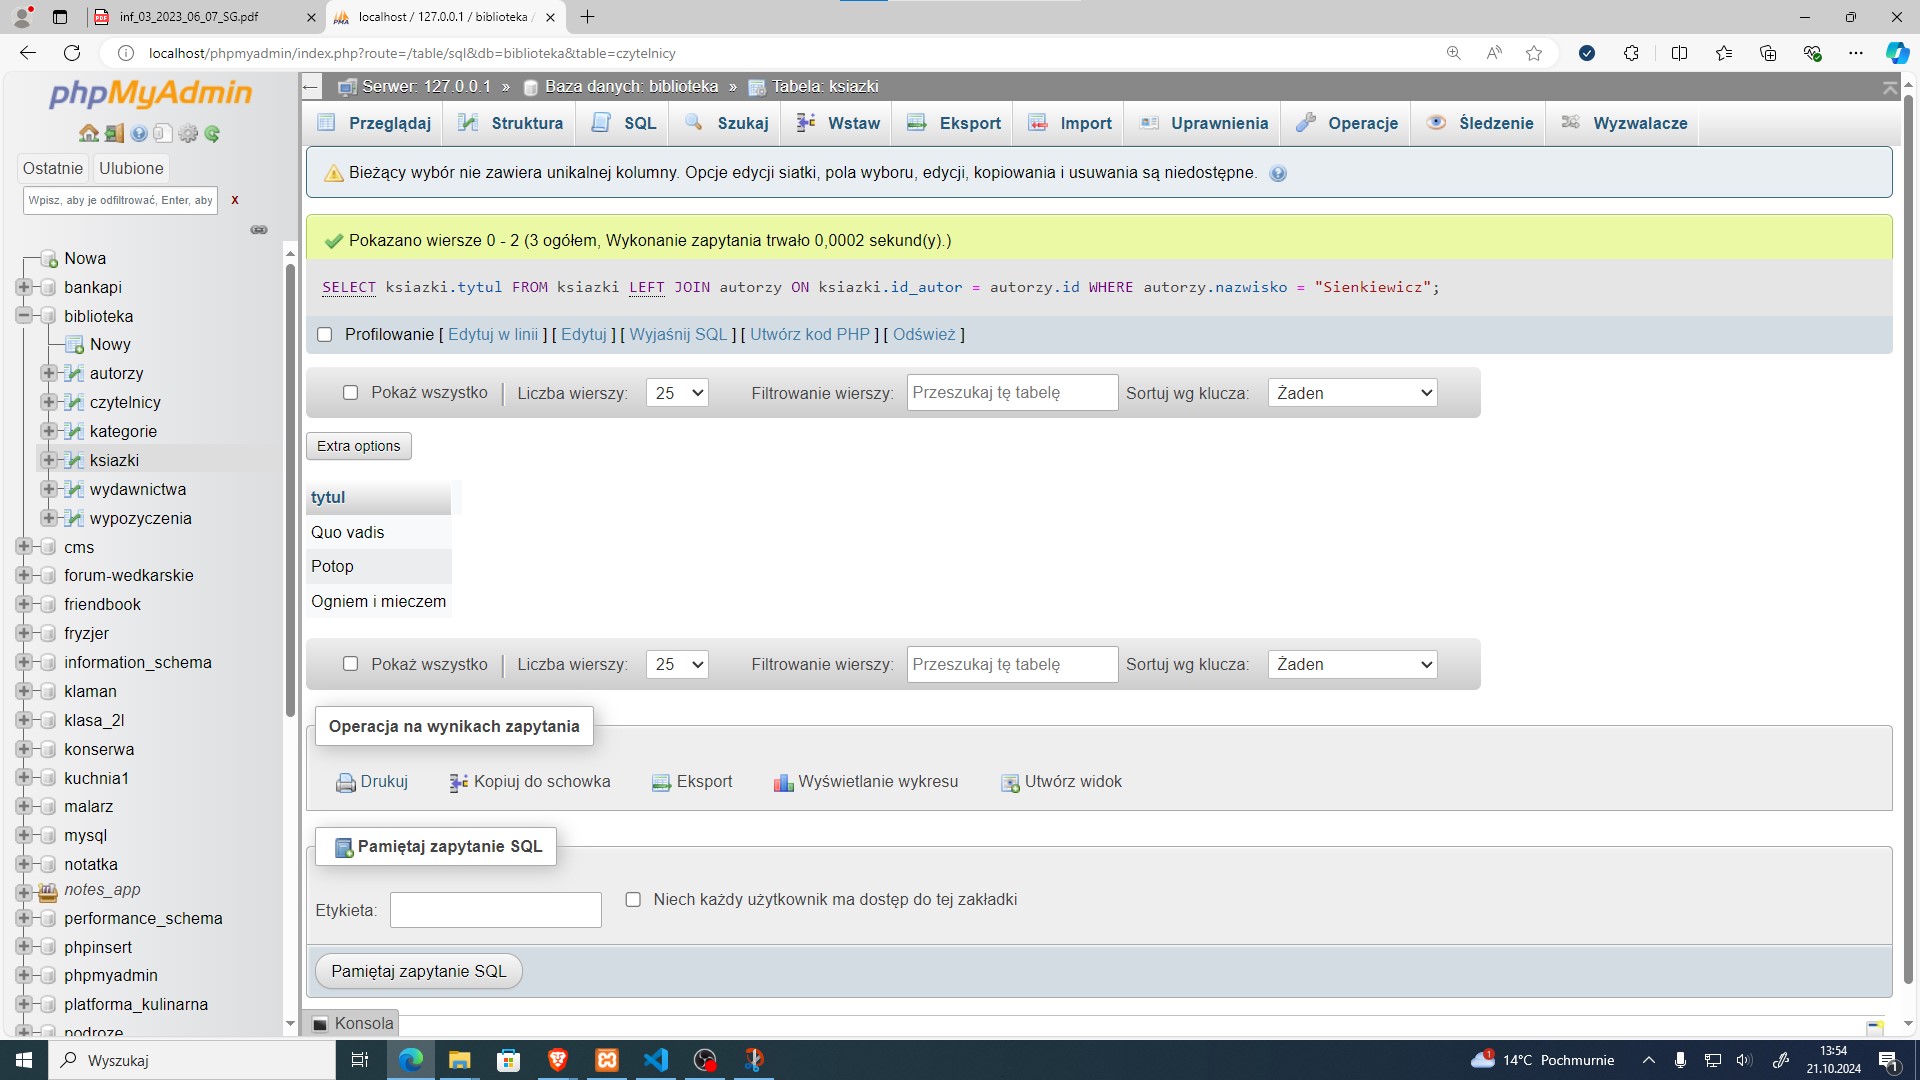 inf_03_2023_06_07_SG.pdf
localhost / 127.0.0.1 / biblioteka /
localhost/phpmyadmin/index.php?route=/table/sql&db=biblioteka&table=czytelnicy
phpMyAdmin
Ostatnie
Ulubione
Wpisz, aby je odfiltrować, Enter, aby
X
Nowa
bankapi
biblioteka
Nowy
autorzy
czytelnicy
kategorie
ksiazki
wydawnictwa
wypozyczenia
cms
forum-wedkarskie
friendbook
fryzjer
information_schema
klaman
klasa_2l
konserwa
kuchnia1
malarz
mysql
notatka
notes_app
performance_schema
phpinsert
phpmyadmin
platforma_kulinarna
podroze
Serwer: 127.0.0.1 » Baza danych: biblioteka » Tabela: ksiazki
Przeglądaj
Struktura
SQL
Szukaj
Wstaw
Eksport
Import
Uprawnienia
Operacje
Śledzenie
Wyzwalacze
Bieżący wybór nie zawiera unikalnej kolumny. Opcje edycji siatki, pola wyboru, edycji, kopiowania i usuwania są niedostępne.
Pokazano wiersze 0 - 2 (3 ogółem, Wykonanie zapytania trwało 0,0002 sekund(y).)
SELECT ksiazki.tytul FROM ksiazki LEFT JOIN autorzy ON ksiazki.id_autor = autorzy.id WHERE autorzy.nazwisko = "Sienkiewicz";
Profilowanie [ Edytuj w linii ] [ Edytuj ] [ Wyjaśnij SQL ] [ Utwórz kod PHP ] [ Odśwież ]
Pokaż wszystko | Liczba wierszy: 25 Filtrowanie wierszy: Przeszukaj tę tabelę Sortuj wg klucza: Żaden
Extra options
tytul
Quo vadis
Potop
Ogniem i mieczem
Pokaż wszystko | Liczba wierszy: 25 Filtrowanie wierszy: Przeszukaj tę tabelę Sortuj wg klucza: Żaden
Operacja na wynikach zapytania
Drukuj Kopiuj do schowka Eksport Wyświetlanie wykresu Utwórz widok
Pamiętaj zapytanie SQL
Etykieta:
Niech każdy użytkownik ma dostęp do tej zakładki
Pamiętaj zapytanie SQL
Konsola
Wyszukaj
1
14°C Pochmurnie
13:54
21.10.2024
1